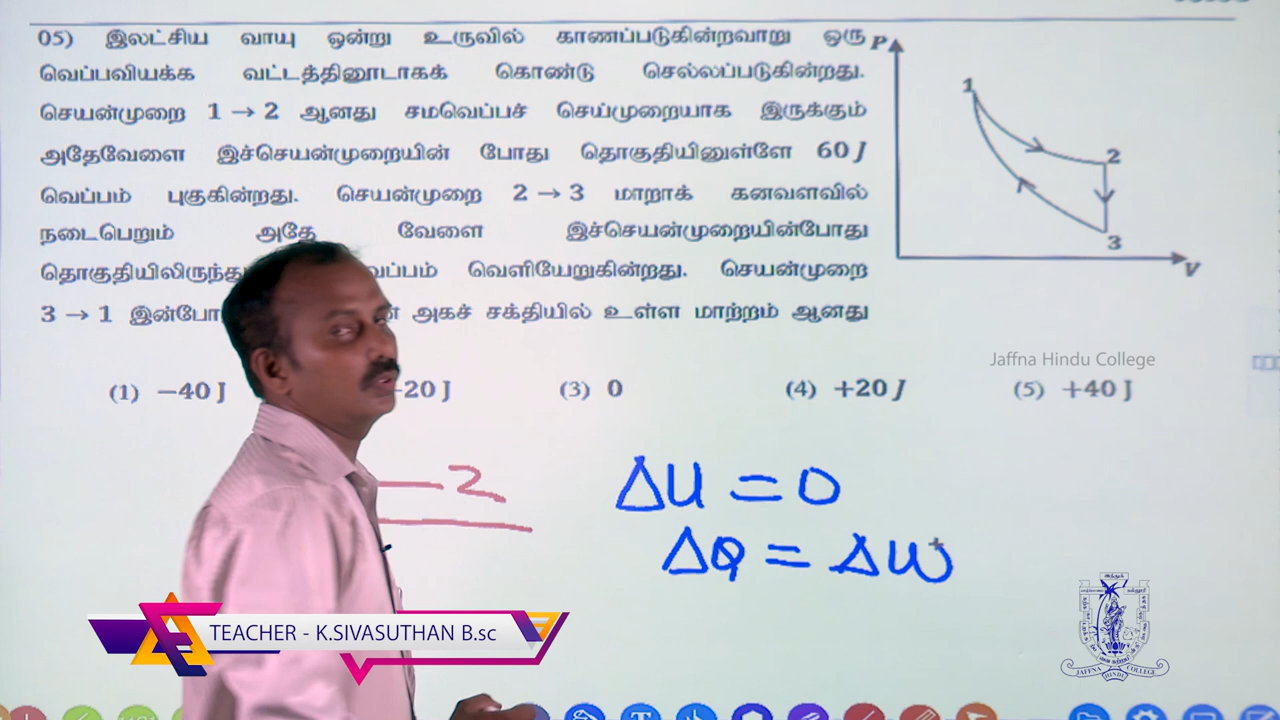 05) இலட்சிய வாயு ஒன்று உருவில் காணப்படுகின்றவாறு ஒரு
வெப்பவியக்க வட்டத்தினூடாகக் கொண்டு செல்லப்படுகின்றது.
செயன்முறை 1 → 2 ஆனது சமவெப்பச் செய்முறையாக இருக்கும்
அதேவேளை இச்செயன்முறையின் போது தொகுதியினுள்ளே 60 J
வெப்பம் புகுகின்றது. செயன்முறை 2 → 3 மாறாக் கனவளவில்
நடைபெறும் அதே வேளை இச்செயன்முறையின்போது
வெளியேறுகின்றது. செயன்முறை
3 → 1 அகச் சக்தியில் உள்ள மாற்றம் ஆனது
P
1
2
3
V
Jaffna Hindu College
(1) −40 J 20 J (3) 0 (4) +20 J (5) +40 J
2
ΔU = 0
ΔQ = ΔW
TEACHER - K.SIVASUTHAN B.sc
JAFFNA HINDU COLLEGE